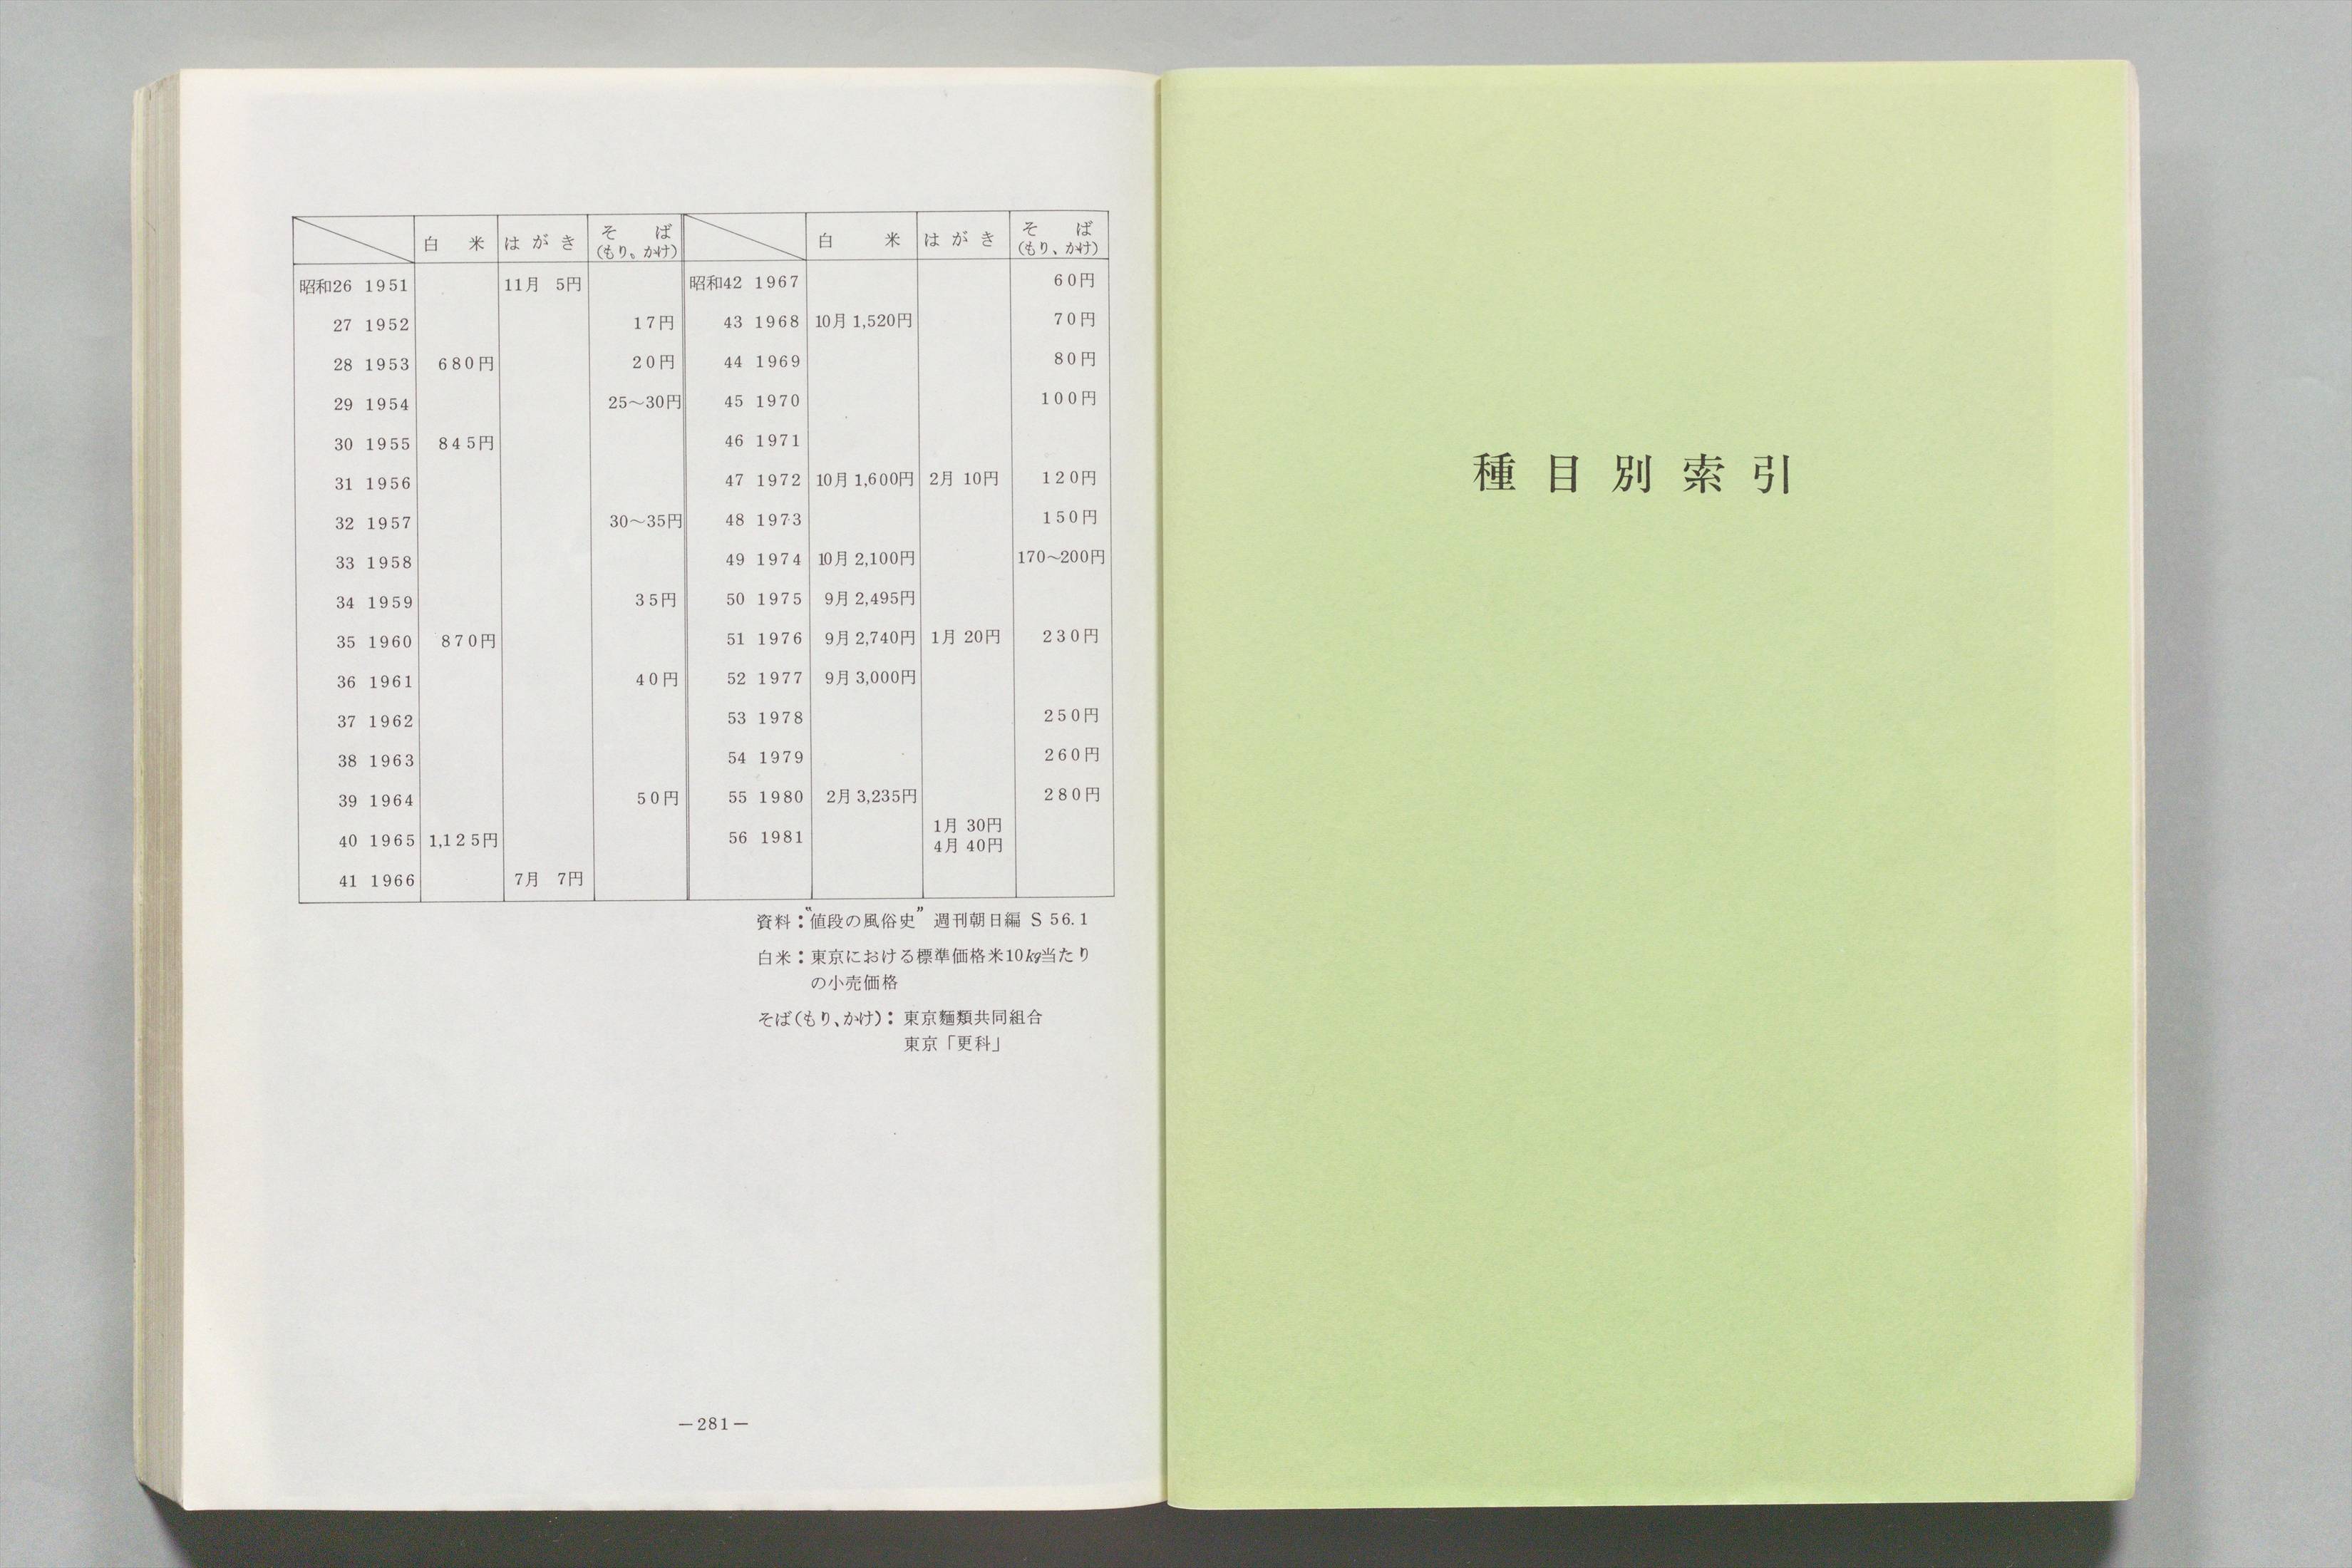 白 米 はがき そば
(もり。かけ)
昭和26 1951 11月 5円
27 1952 17円
28 1953 680円 20円
29 1954 25〜30円
30 1955 845円
31 1956
32 1957 30〜35円
33 1958
34 1959 35円
35 1960 870円
36 1961 40円
37 1962
38 1963
39 1964 50円
40 1965 1,125円
41 1966 7月 7円
白 米 はがき そば
(もり、かけ)
昭和42 1967 60円
43 1968 10月 1,520円 70円
44 1969 80円
45 1970 100円
46 1971
47 1972 10月 1,600円 2月 10円 120円
48 1973 150円
49 1974 10月 2,100円 170〜200円
50 1975 9月 2,495円
51 1976 9月 2,740円 1月 20円 230円
52 1977 9月 3,000円
53 1978 250円
54 1979 260円
55 1980 2月 3,235円 280円
56 1981 1月 30円
4月 40円
資料:〝値段の風俗史〞 週刊朝日編 S 56.1
白米:東京における標準価格米10kg当たり
の小売価格
そば(もり、かけ):東京麺類共同組合
東京「更科」
—281—
種目別索引